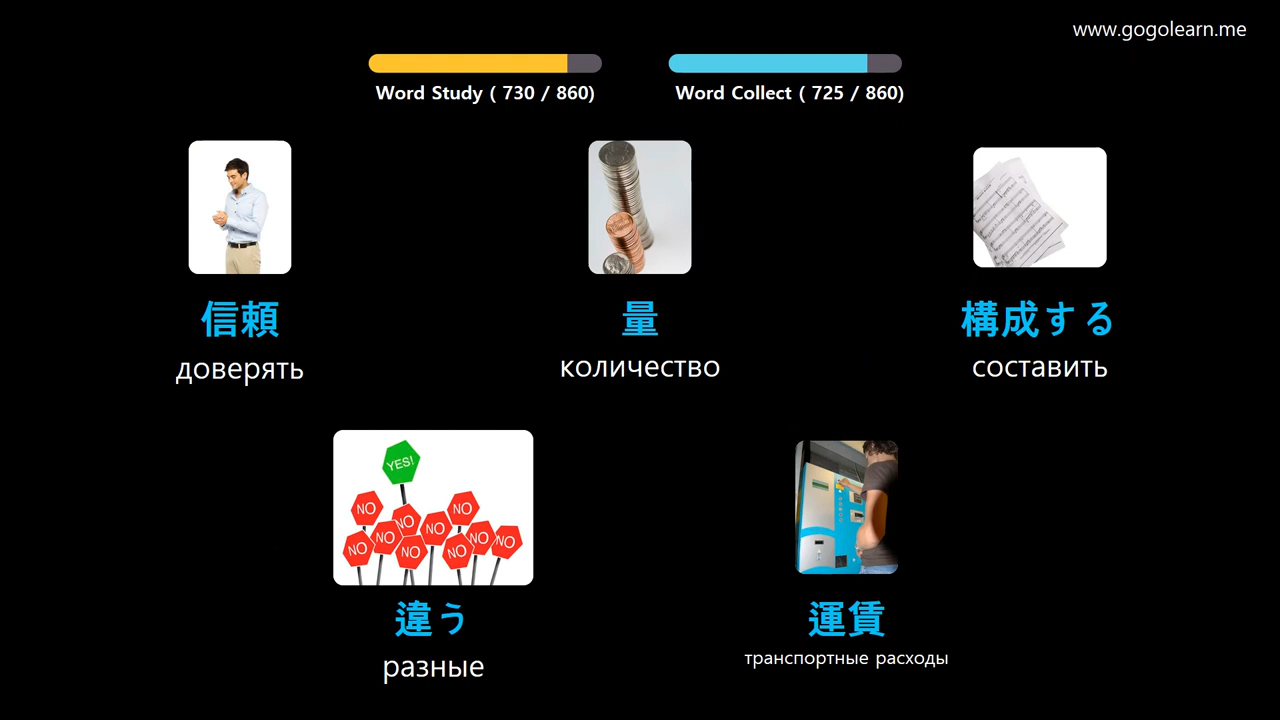 www.gogolearn.me
Word Study ( 730 / 860)
Word Collect ( 725 / 860)
信頼
доверять
量
количество
構成する
составить
YES!
NO
NO
NO
NO
NO
NO
NO
NO
NO
NO
違う
разные
運賃
транспортные расходы